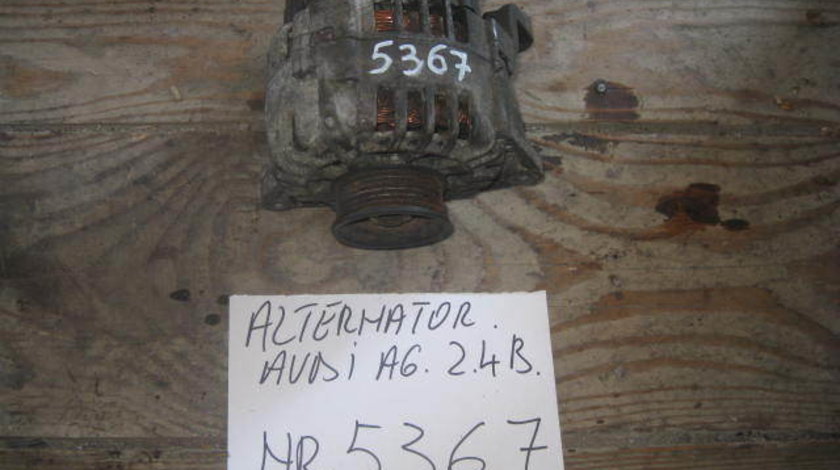 5367
ALTERNATOR.
AUDi A6. 2.4B.
NR 5367